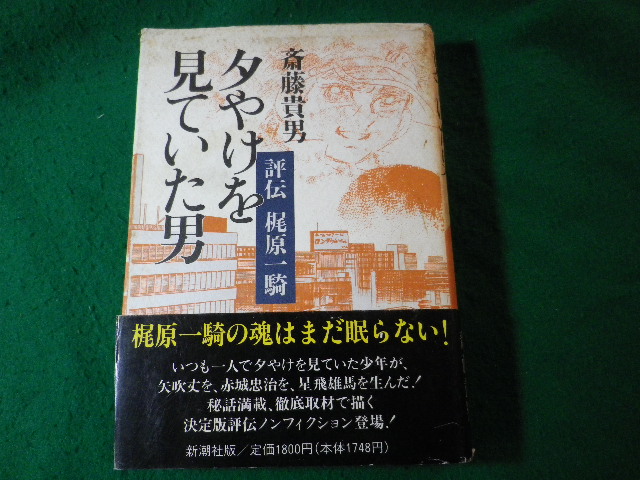 斎藤貴男
夕やけを
見ていた男
評伝 梶原一騎
梶原一騎の魂はまだ眠らない!
いつも一人で夕やけを見ていた少年が、
矢吹丈を、赤城忠治を、星飛雄馬を生んだ!
秘話満載、徹底取材で描く
決定版評伝ノンフィクション登場!
新潮社版/定価1800円(本体1748円)